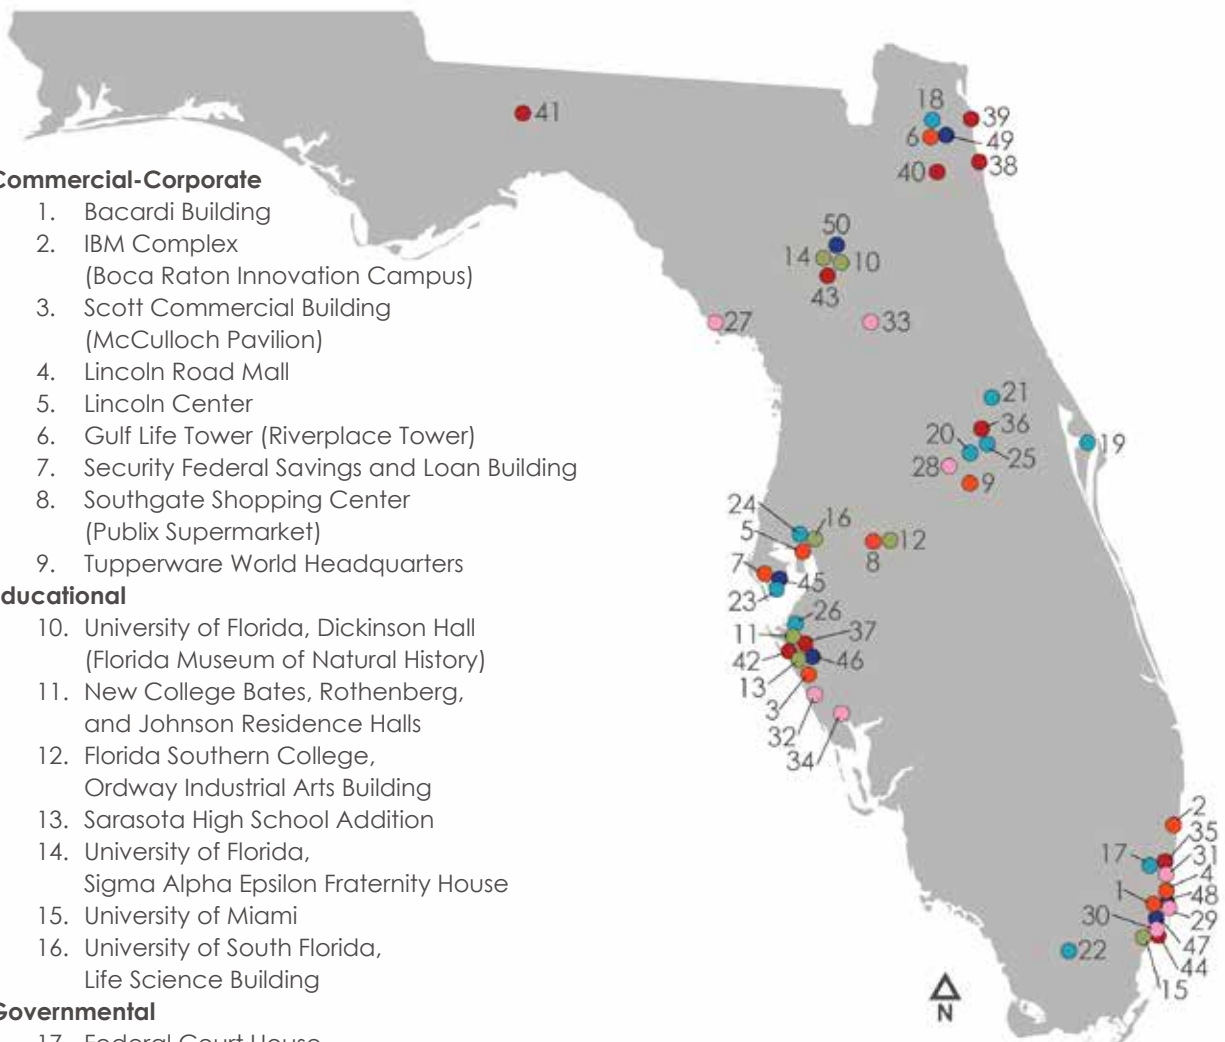 Commercial-Corporate
1. Bacardi Building
2. IBM Complex
(Boca Raton Innovation Campus)
3. Scott Commercial Building
(McCulloch Pavilion)
4. Lincoln Road Mall
5. Lincoln Center
6. Gulf Life Tower (Riverplace Tower)
7. Security Federal Savings and Loan Building
8. Southgate Shopping Center
(Publix Supermarket)
9. Tupperware World Headquarters
ducational
10. University of Florida, Dickinson Hall
(Florida Museum of Natural History)
11. New College Bates, Rothenberg,
and Johnson Residence Halls
12. Florida Southern College,
Ordway Industrial Arts Building
13. Sarasota High School Addition
14. University of Florida,
Sigma Alpha Epsilon Fraternity House
15. University of Miami
16. University of South Florida,
Life Science Building
Governmental
17. Federal Court House
41
18
39
6
49
40
38
50
14
10
43
27
33
21
36
20
25
19
28
9
24
16
5
12
8
7
45
23
26
11
37
42
46
13
3
32
34
2
35
17
31
4
1
48
30
29
47
22
44
15
N